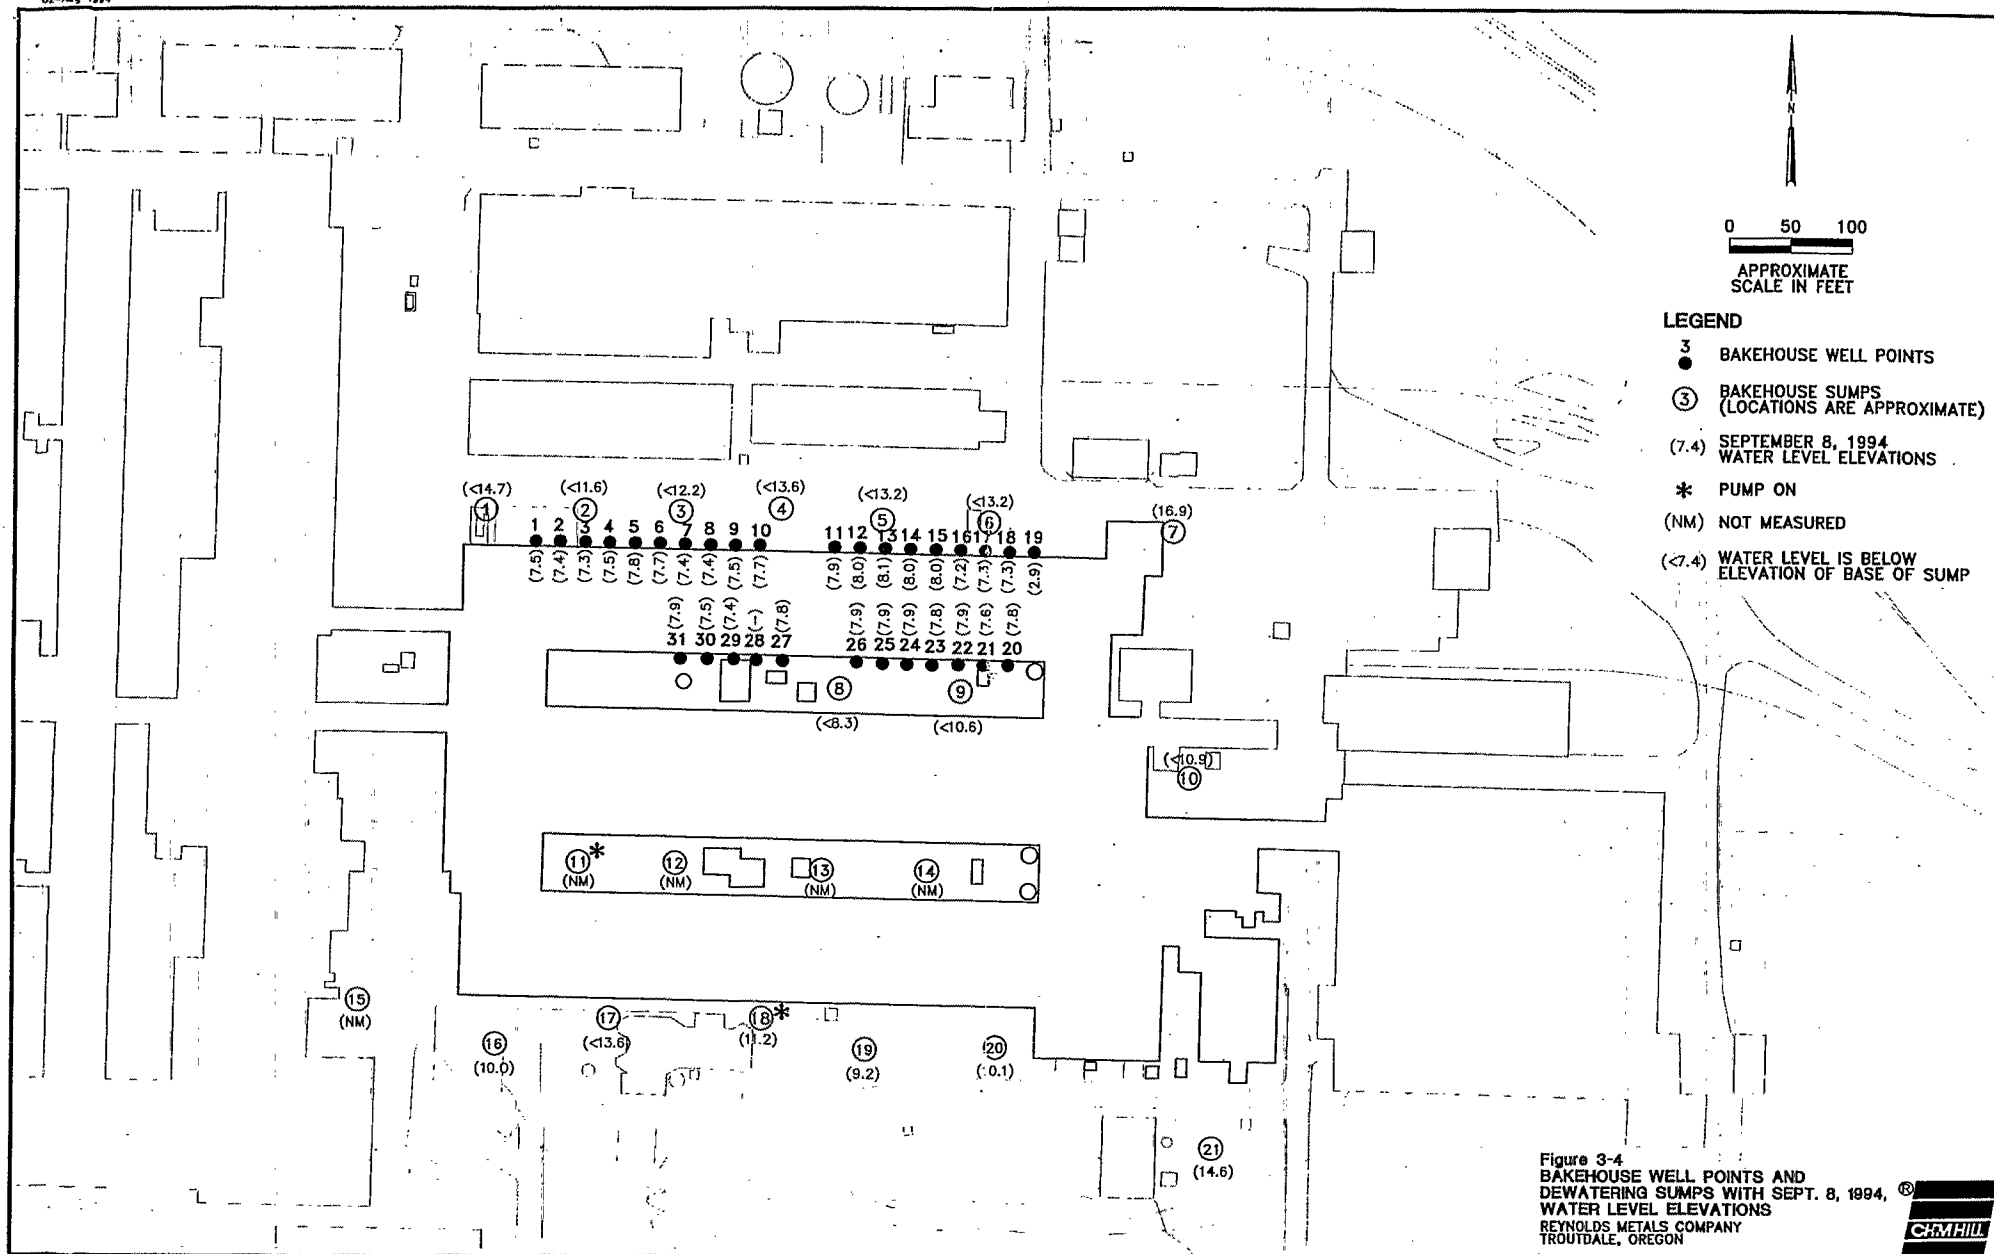 N
0 50 100
APPROXIMATE
SCALE IN FEET
LEGEND
3
BAKEHOUSE WELL POINTS
3 BAKEHOUSE SUMPS
(LOCATIONS ARE APPROXIMATE)
(7.4) SEPTEMBER 8, 1994
WATER LEVEL ELEVATIONS
* PUMP ON
(NM) NOT MEASURED
(<7.4) WATER LEVEL IS BELOW
ELEVATION OF BASE OF SUMP
(<14.7) (<11.6) (<12.2) (<13.6) (<13.2) (<13.2) (16.9)
1 2 3 4 5 6 7
1 2 3 4 5 6 7 8 9 10 11 12 13 14 15 16 17 18 19
(7.5) (7.4) (7.3) (7.5) (7.8) (7.7) (7.4) (7.4) (7.5) (7.7) (7.9) (8.0) (8.1) (8.0) (8.0) (7.2) (7.3) (7.3) (2.9)
(7.9) (7.5) (7.4) (-) (7.8) (7.9) (7.9) (7.9) (7.8) (7.9) (7.6) (7.8)
31 30 29 28 27 26 25 24 23 22 21 20
8 9
(<8.3) (<10.6)
(<10.9)
10
11 * 12 13 14
(NM) (NM) (NM) (NM)
15
(NM)
17 18 *
(<13.6) (11.2)
16 19 20
(10.0) (9.2)
21
(14.6)
Figure 3-4
BAKEHOUSE WELL POINTS AND
DEWATERING SUMPS WITH SEPT. 8, 1994,
WATER LEVEL ELEVATIONS
REYNOLDS METALS COMPANY
TROUTDALE, OREGON
®
CH2M HILL